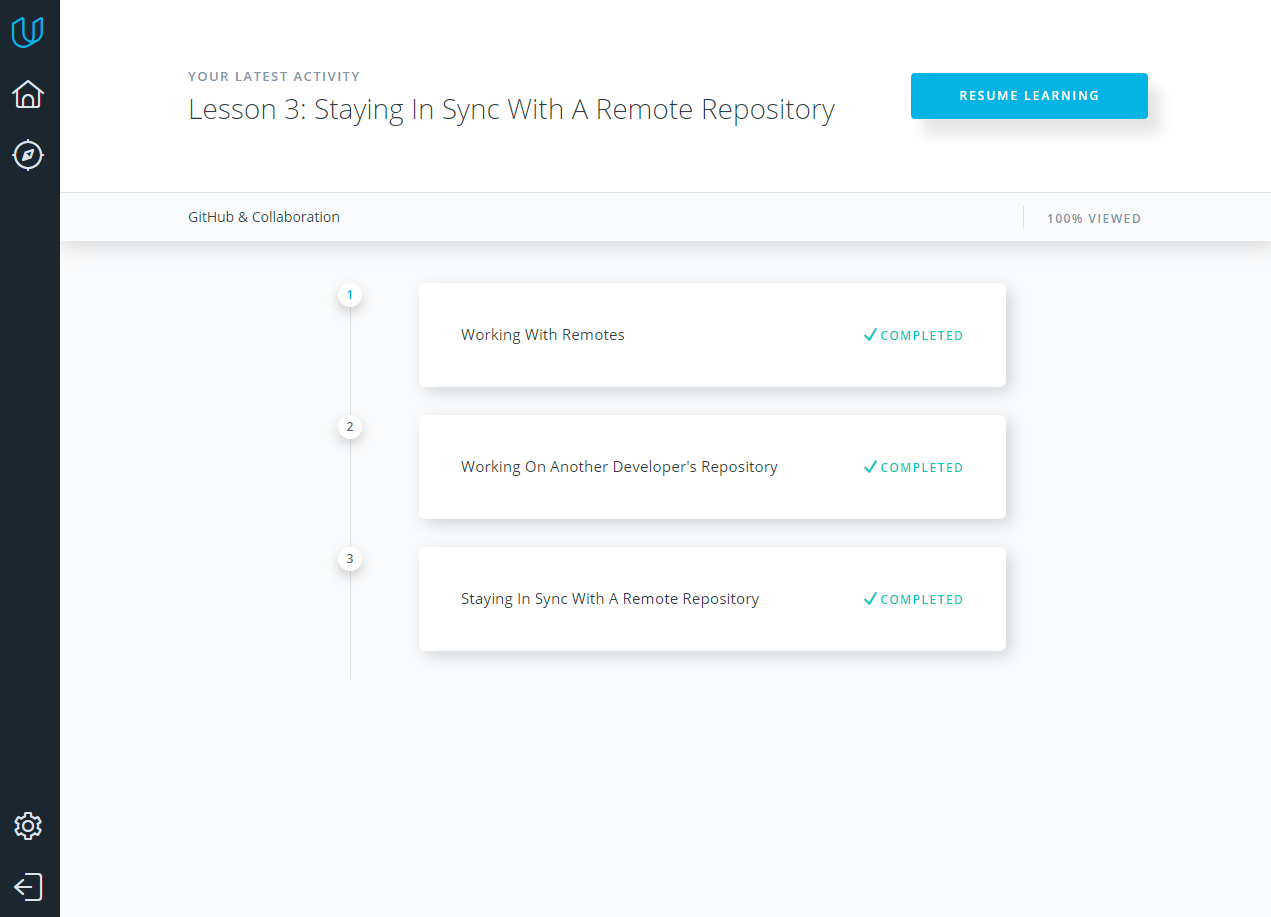 YOUR LATEST ACTIVITY
Lesson 3: Staying In Sync With A Remote Repository
RESUME LEARNING
GitHub & Collaboration
100% VIEWED
1
Working With Remotes
COMPLETED
2
Working On Another Developer's Repository
COMPLETED
3
Staying In Sync With A Remote Repository
COMPLETED